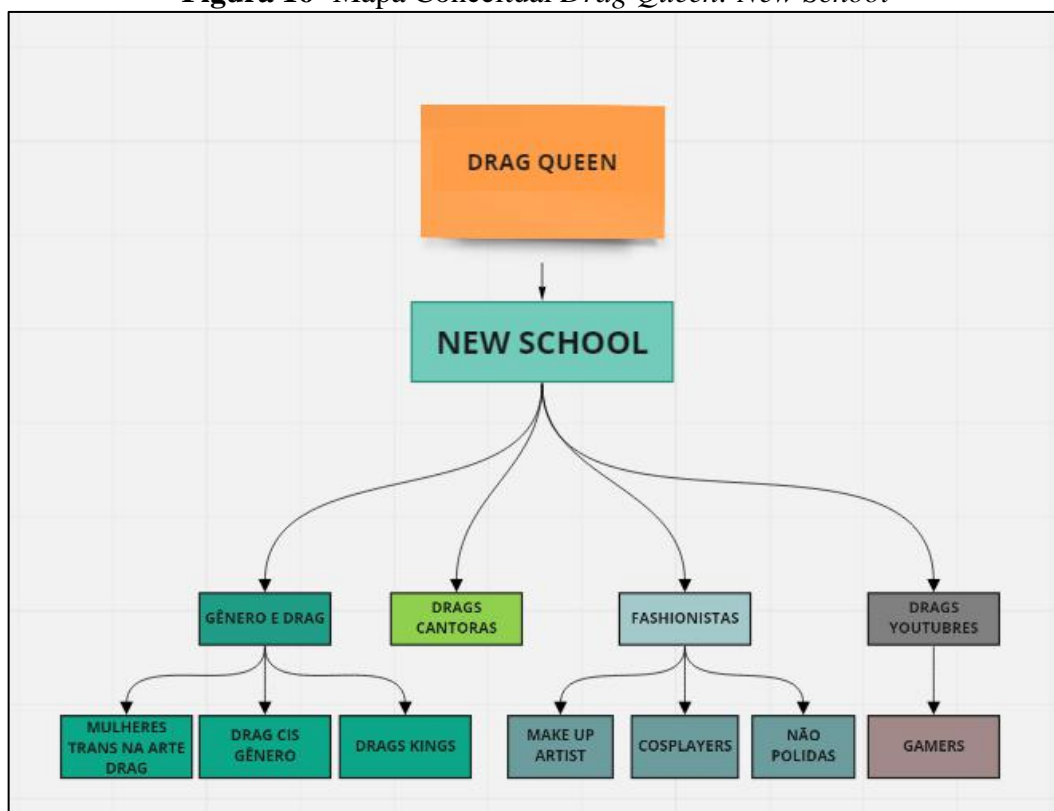 Figura 10- Mapa Conceitual Drag Queen: New School
DRAG QUEEN
NEW SCHOOL
GÊNERO E DRAG
DRAGS
CANTORAS
FASHIONISTAS
DRAGS
YOUTUBRES
MULHERES
TRANS NA ARTE
DRAG
DRAG CIS
GÊNERO
DRAGS KINGS
MAKE UP
ARTIST
COSPLAYERS
NÃO
POLIDAS
GAMERS